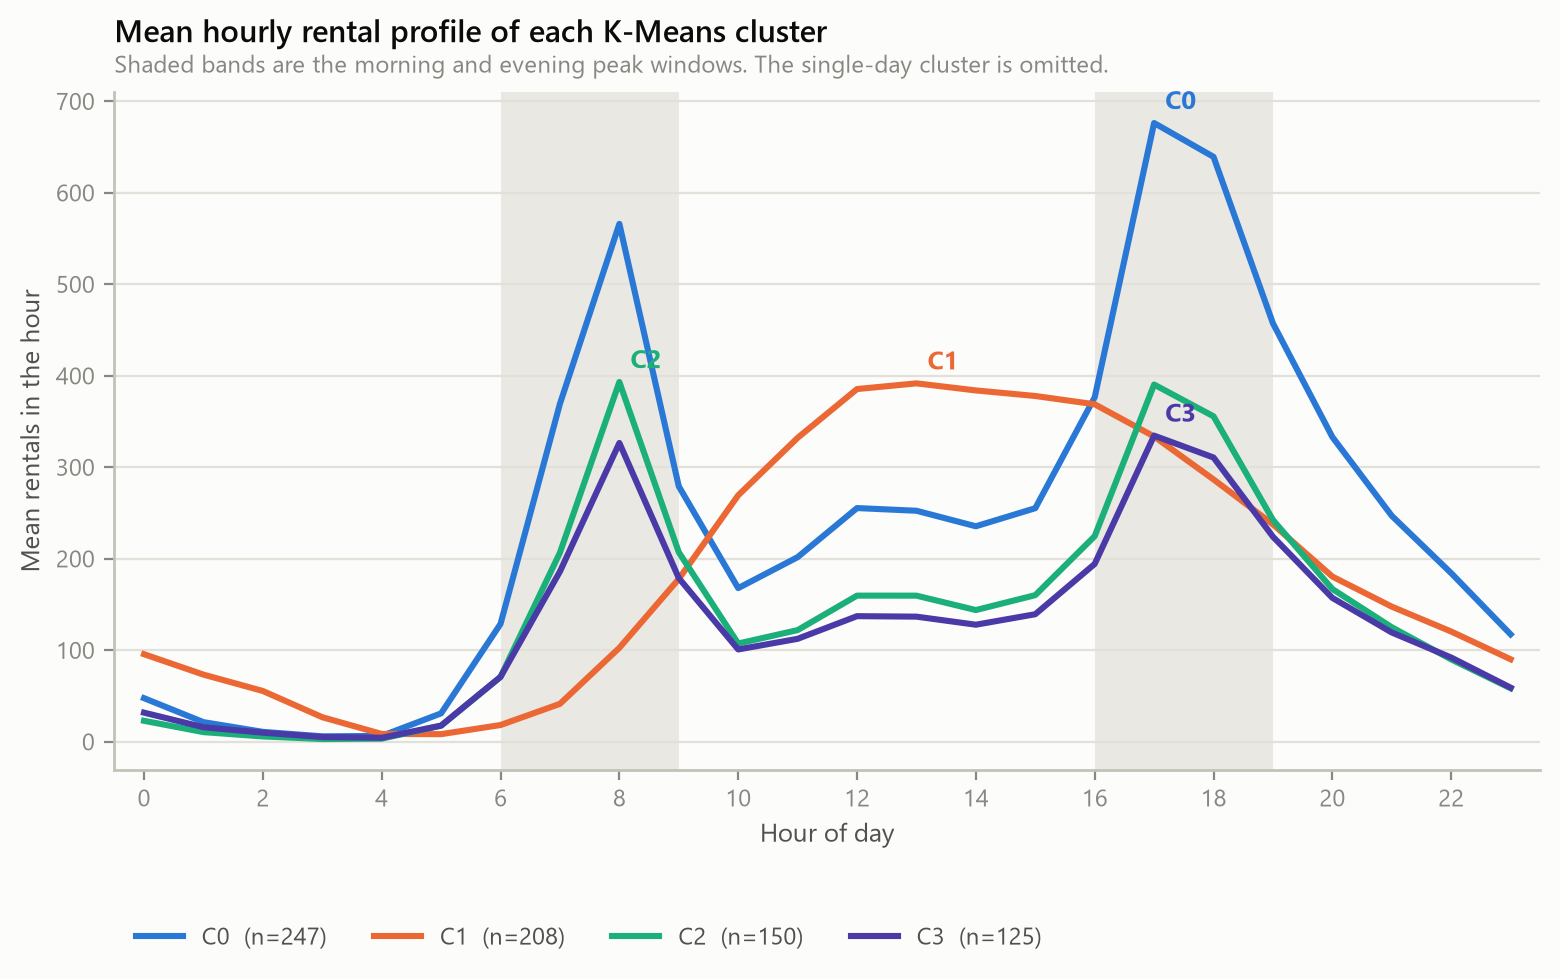 Mean hourly rental profile of each K-Means cluster
Shaded bands are the morning and evening peak windows. The single-day cluster is omitted.
Mean rentals in the hour
700
600
500
400
300
200
100
0
C0
C2
C1
C3
0 2 4 6 8 10 12 14 16 18 20 22
Hour of day
C0 (n=247) C1 (n=208) C2 (n=150) C3 (n=125)